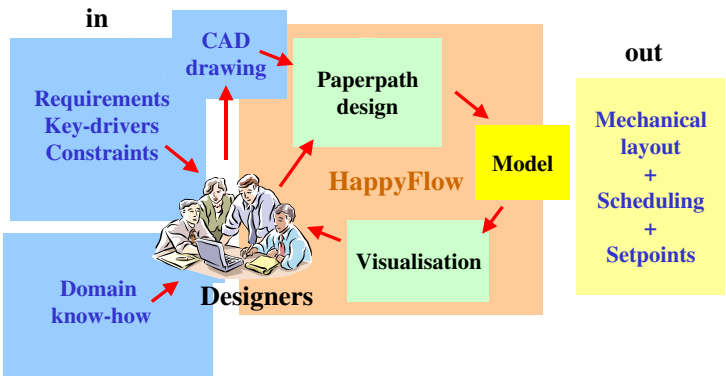 in
CAD
drawing
Requirements
Key-drivers
Constraints
Domain
know-how
Designers
Paperpath
design
HappyFlow
Model
Visualisation
out
Mechanical
layout
+
Scheduling
+
Setpoints